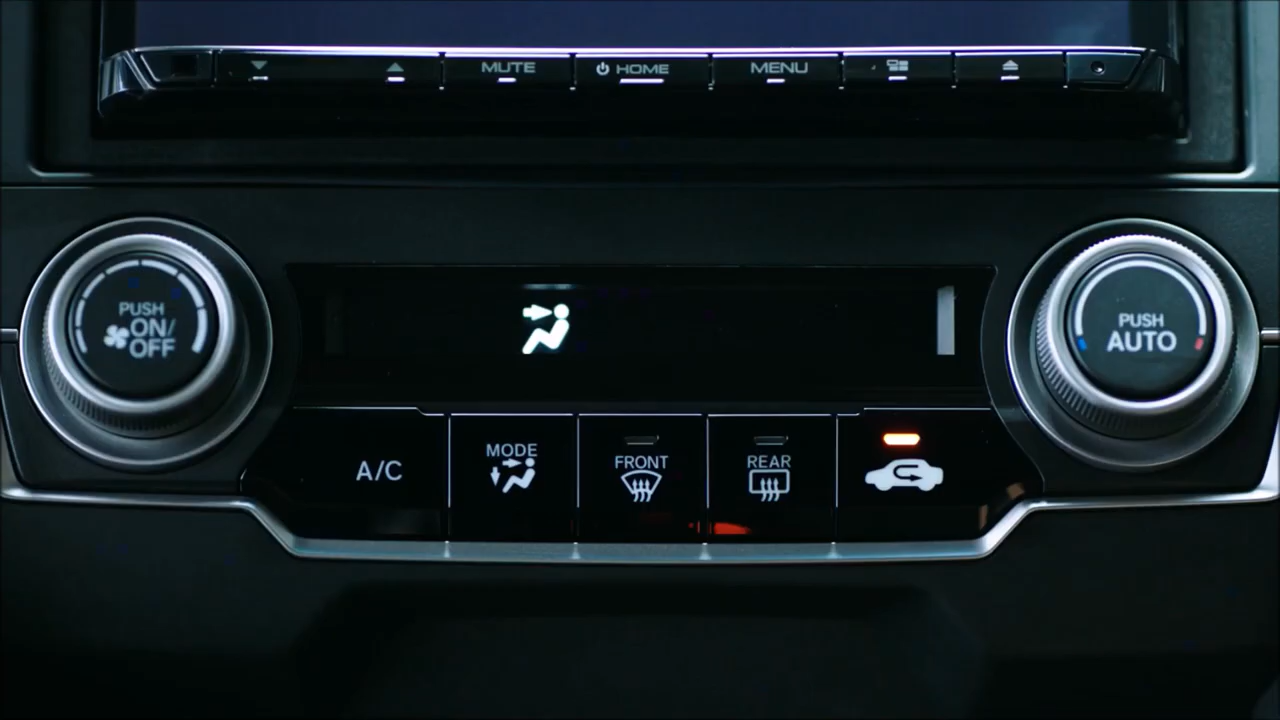 MUTE
HOME
MENU
PUSH
ON/
OFF
PUSH
AUTO
A/C
MODE
FRONT
REAR